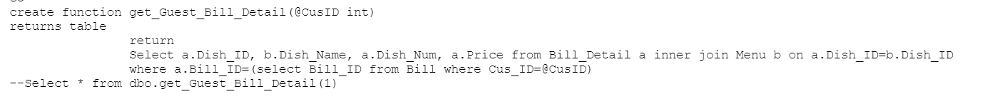 create function get_Guest_Bill_Detail(@CusID int)
returns table
return
Select a.Dish_ID, b.Dish_Name, a.Dish_Num, a.Price from Bill_Detail a inner join Menu b on a.Dish_ID=b.Dish_ID
where a.Bill_ID=(select Bill_ID from Bill where Cus_ID=@CusID)
--Select * from dbo.get_Guest_Bill_Detail(1)